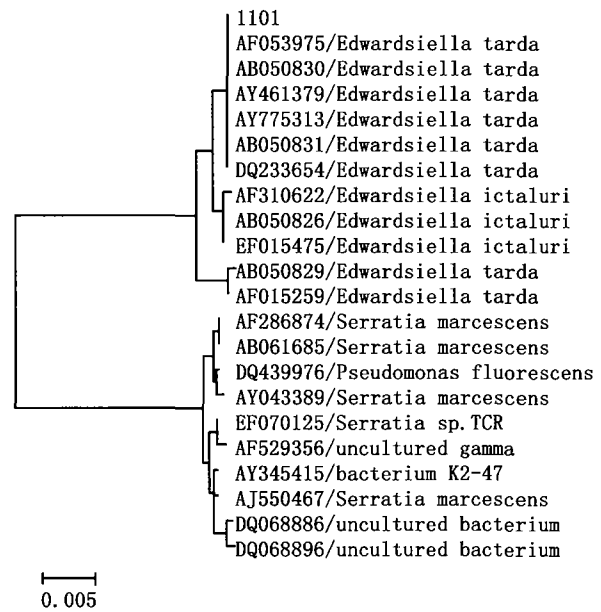 1101
AF053975/Edwardsiella tarda
AB050830/Edwardsiella tarda
AY461379/Edwardsiella tarda
AY775313/Edwardsiella tarda
AB050831/Edwardsiella tarda
DQ233654/Edwardsiella tarda
AF310622/Edwardsiella ictaluri
AB050826/Edwardsiella ictaluri
EF015475/Edwardsiella ictaluri
AB050829/Edwardsiella tarda
AF015259/Edwardsiella tarda
AF286874/Serratia marcescens
AB061685/Serratia marcescens
DQ439976/Pseudomonas fluorescens
AY043389/Serratia marcescens
EF070125/Serratia sp.TCR
AF529356/uncultured gamma
AY345415/bacterium K2-47
AJ550467/Serratia marcescens
DQ068886/uncultured bacterium
DQ068896/uncultured bacterium
0.005